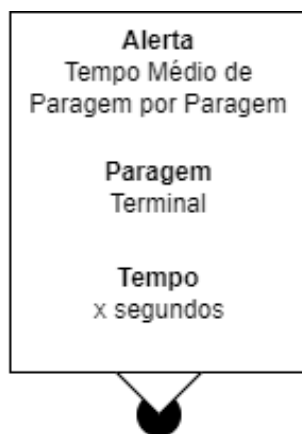 Alerta
Tempo Médio de
Paragem por Paragem
Paragem
Terminal
Tempo
x segundos